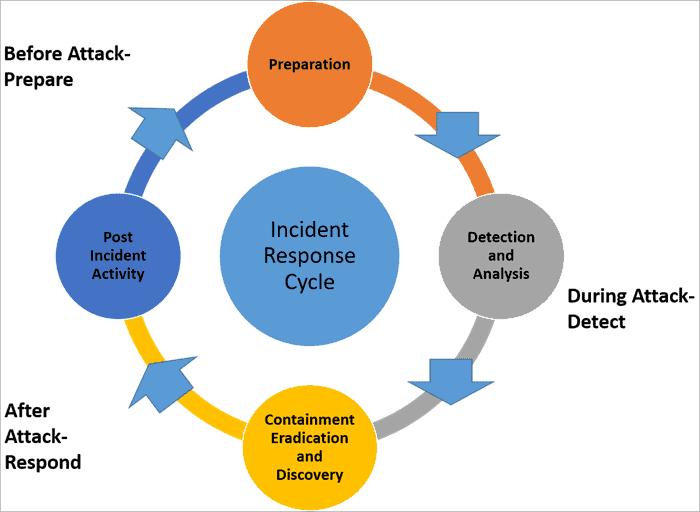 Before Attack-
Prepare
Preparation
Incident
Response
Cycle
Detection
and
Analysis
During Attack-
Detect
Containment
Eradication
and
Discovery
After
Attack-
Respond
Post
Incident
Activity